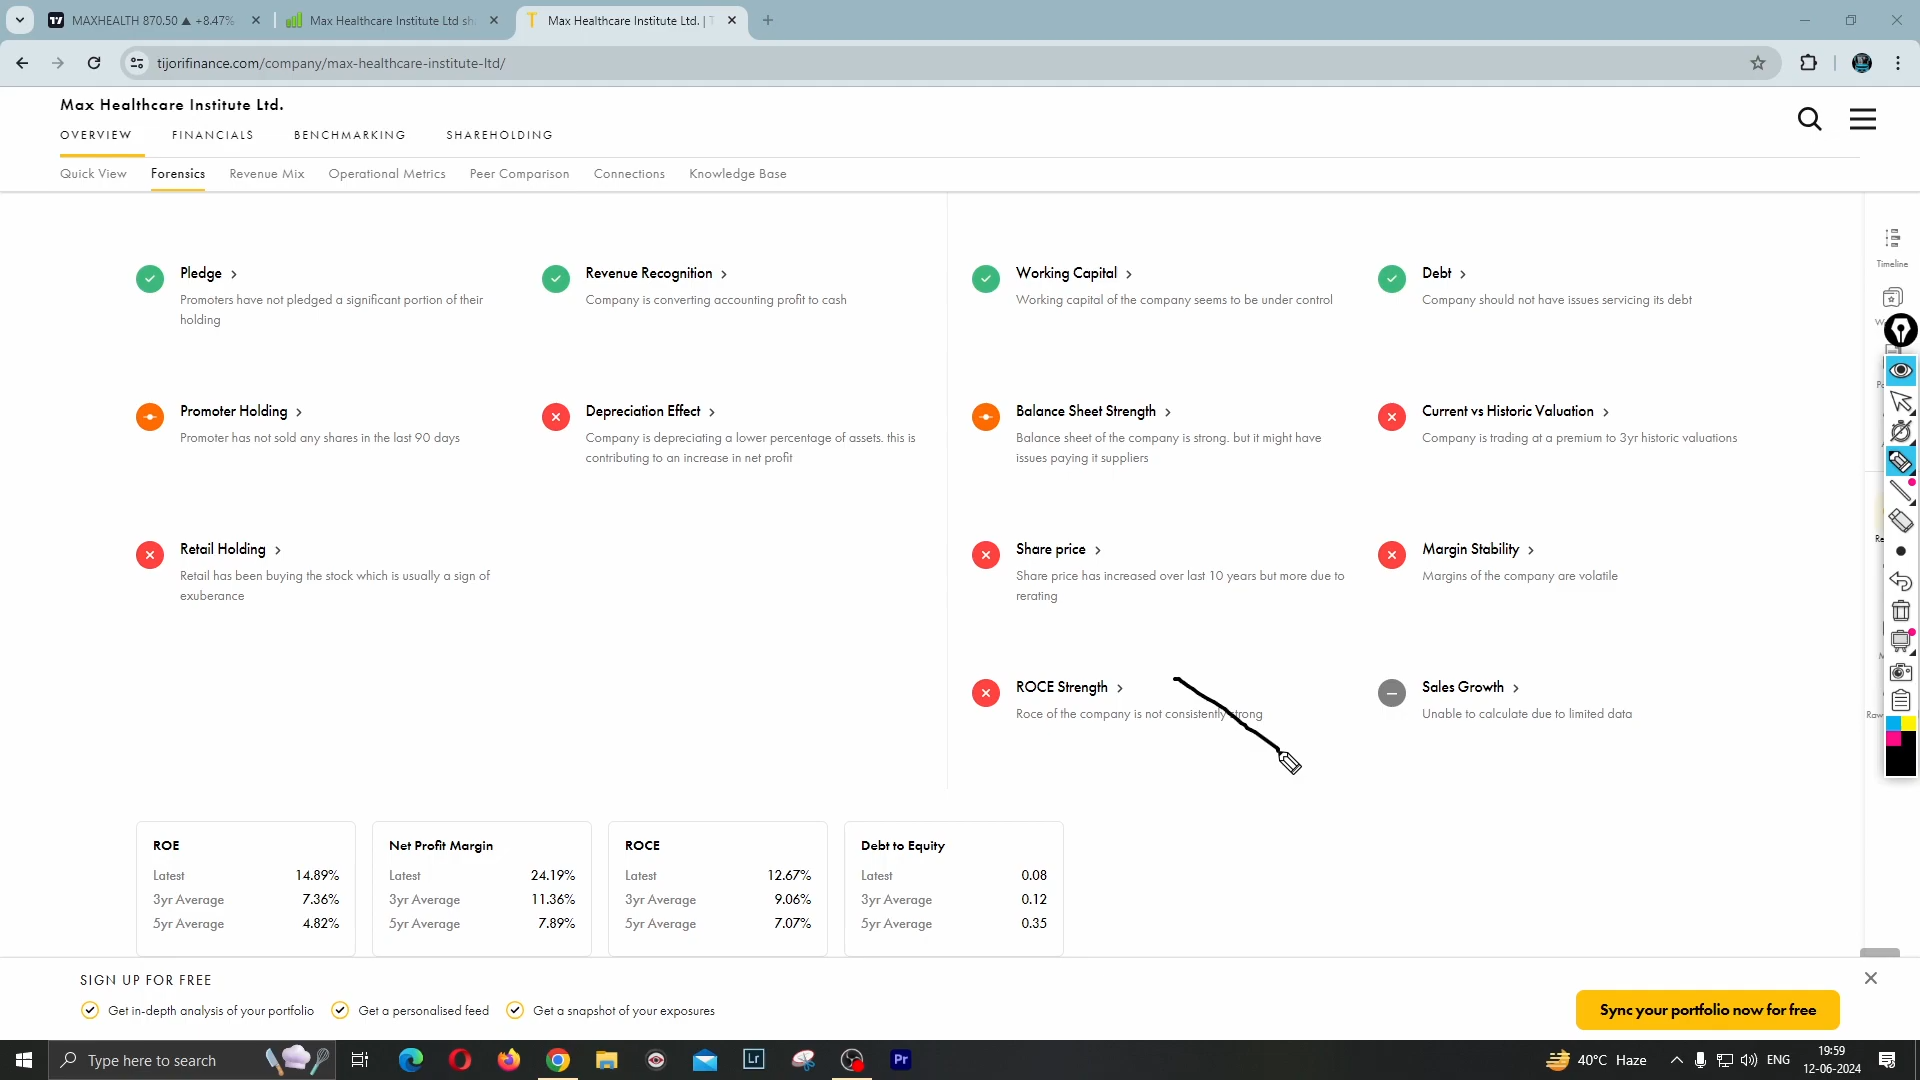 MAXHEALTH 870.50 ▲ +8.47%
Max Healthcare Institute Ltd
Max Healthcare Institute Ltd. |
tijorifinance.com/company/max-healthcare-institute-ltd/
Max Healthcare Institute Ltd.
OVERVIEW FINANCIALS BENCHMARKING SHAREHOLDING
Quick View Forensics Revenue Mix Operational Metrics Peer Comparison Connections Knowledge Base
Timeline
Pledge >
Promoters have not pledged a significant portion of their
holding
Revenue Recognition >
Company is converting accounting profit to cash
Working Capital >
Working capital of the company seems to be under control
Debt >
Company should not have issues servicing its debt
Promoter Holding >
Promoter has not sold any shares in the last 90 days
Depreciation Effect >
Company is depreciating a lower percentage of assets. this is
contributing to an increase in net profit
Balance Sheet Strength >
Balance sheet of the company is strong. but it might have
issues paying it suppliers
Current vs Historic Valuation >
Company is trading at a premium to 3yr historic valuations
Retail Holding >
Retail has been buying the stock which is usually a sign of
exuberance
Share price >
Share price has increased over last 10 years but more due to
rerating
Margin Stability >
Margins of the company are volatile
ROCE Strength >
Roce of the company is not consistently strong
Sales Growth >
Unable to calculate due to limited data
ROE
Latest 14.89%
3yr Average 7.36%
5yr Average 4.82%
Net Profit Margin
Latest 24.19%
3yr Average 11.36%
5yr Average 7.89%
ROCE
Latest 12.67%
3yr Average 9.06%
5yr Average 7.07%
Debt to Equity
Latest 0.08
3yr Average 0.12
5yr Average 0.35
SIGN UP FOR FREE
Get in-depth analysis of your portfolio Get a personalised feed Get a snapshot of your exposures
Sync your portfolio now for free
Type here to search
Lr
Pr
40°C Haze
ENG
19:59
12-06-2024